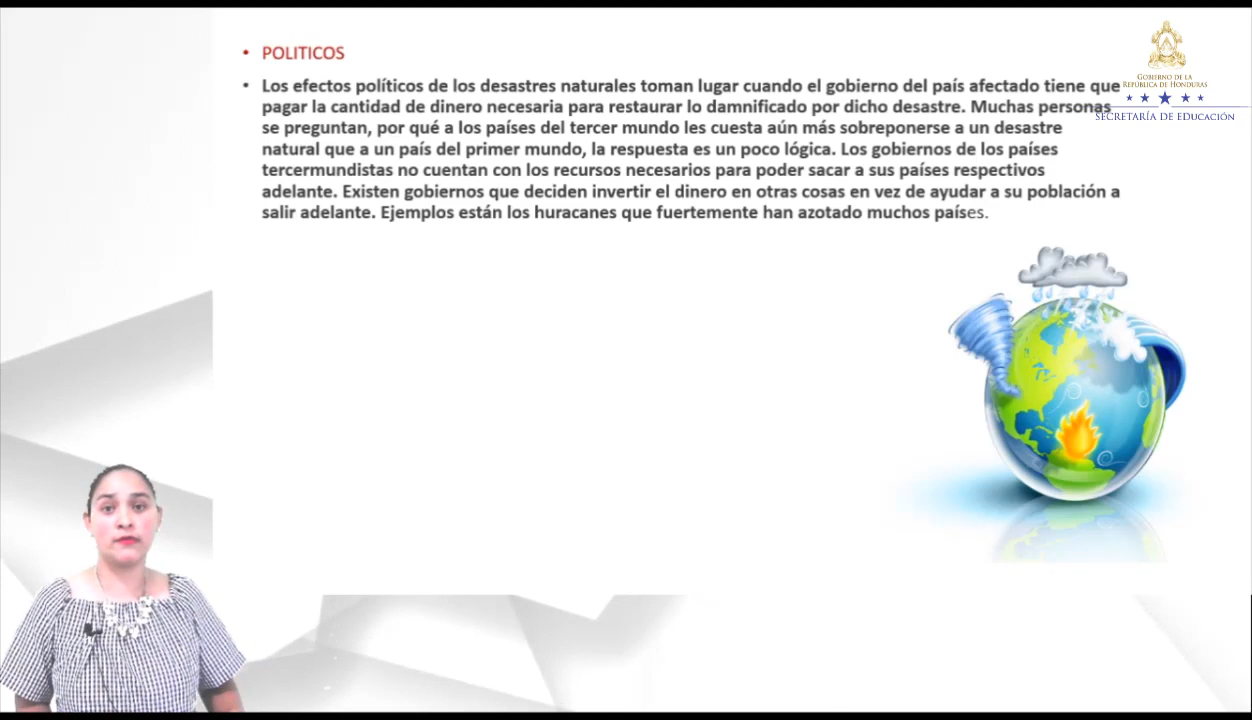 • POLITICOS
• Los efectos políticos de los desastres naturales toman lugar cuando el gobierno del país afectado tiene que
pagar la cantidad de dinero necesaria para restaurar lo damnificado por dicho desastre. Muchas personas
se preguntan, por qué a los países del tercer mundo les cuesta aún más sobreponerse a un desastre
natural que a un país del primer mundo, la respuesta es un poco lógica. Los gobiernos de los países
tercermundistas no cuentan con los recursos necesarios para poder sacar a sus países respectivos
adelante. Existen gobiernos que deciden invertir el dinero en otras cosas en vez de ayudar a su población a
salir adelante. Ejemplos están los huracanes que fuertemente han azotado muchos países.
GOBIERNO DE LA
REPÚBLICA DE HONDURAS
SECRETARÍA DE EDUCACIÓN